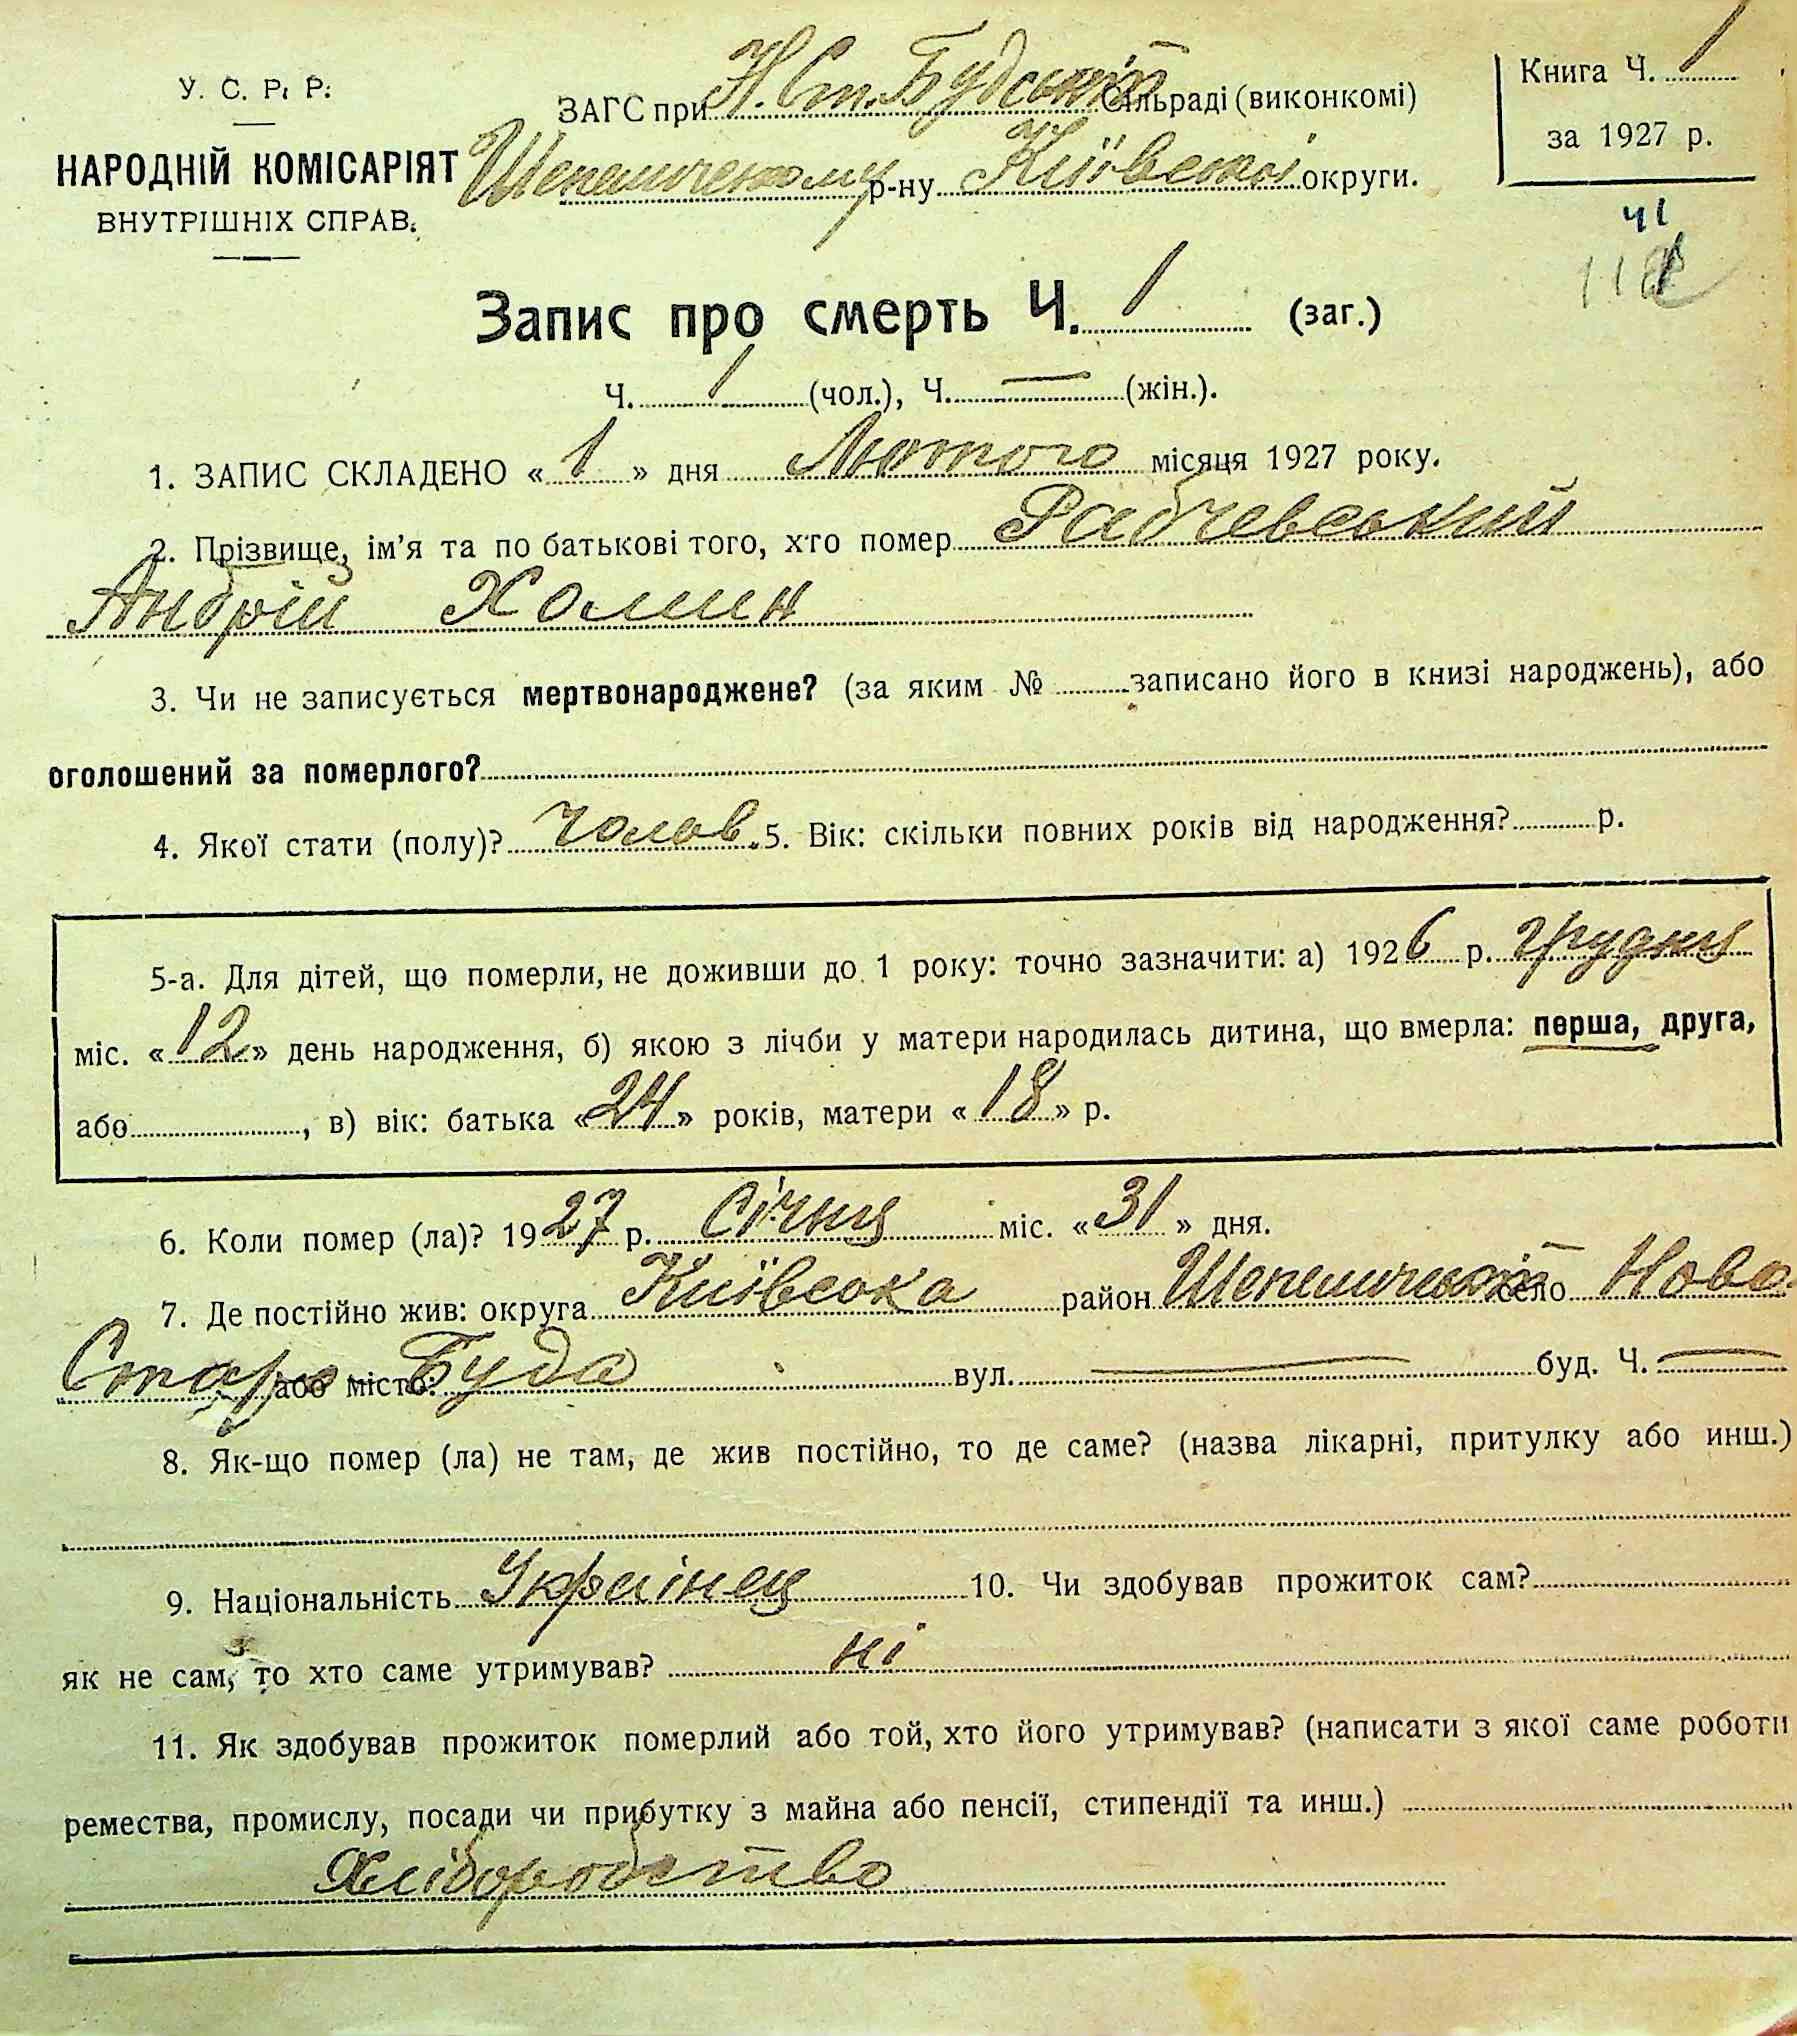 У. С. Р. Р.
ЗАГС при Н. Ст. Будській Сільраді (виконкомі)
Книга Ч. 1
НАРОДНІЙ КОМІСАРІЯТ
Шепелицькому р-ну Київської округи.
за 1927 р.
ВНУТРІШНІХ СПРАВ.
41
Запис про смерть Ч. 1 (заг.)
Ч. 1 (чол.), Ч. — (жін.).
1. ЗАПИС СКЛАДЕНО «1» дня Лютого місяця 1927 року.
2. Прізвище, ім'я та по батькові того, хто помер Рабчевський
Андрій Хомин
3. Чи не записується мертвонароджене? (за яким № ........ записано його в книзі народжень), або
оголошений за померлого?
4. Якої стати (полу)? чолов. 5. Вік: скільки повних років від народження? ........ р.
5-а. Для дітей, що померли, не доживши до 1 року: точно зазначити: а) 1926 р. грудня
міс. «12» день народження, б) якою з лічби у матери народилась дитина, що вмерла: перша, друга,
або ................, в) вік: батька «24» років, матери «18» р.
6. Коли помер (ла)? 1927 р. Січня міс. «31» дня.
7. Де постійно жив: округа Київська район Шепелицький село Ново-
Старо-Буда або місто: вул. — буд. Ч. —
8. Як-що помер (ла) не там, де жив постійно, то де саме? (назва лікарні, притулку або инш.)
9. Національність Українец 10. Чи здобував прожиток сам?
як не сам, то хто саме утримував? ні
11. Як здобував прожиток померлий або той, хто його утримував? (написати з якої саме роботи
ремества, промислу, посади чи прибутку з майна або пенсії, стипендії та инш.)
Хліборобство